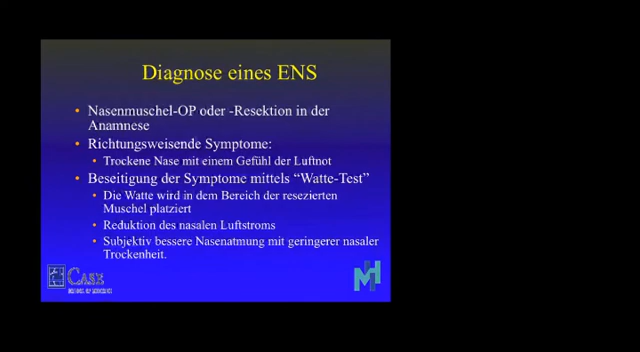 Diagnose eines ENS
• Nasenmuschel-OP oder -Resektion in der
Anamnese
• Richtungsweisende Symptome:
• Trockene Nase mit einem Gefühl der Luftnot
• Beseitigung der Symptome mittels “Watte-Test”
• Die Watte wird in dem Bereich der resezierten
Muschel platziert
• Reduktion des nasalen Luftstroms
• Subjektiv bessere Nasenatmung mit geringerer nasaler
Trockenheit.
CASE